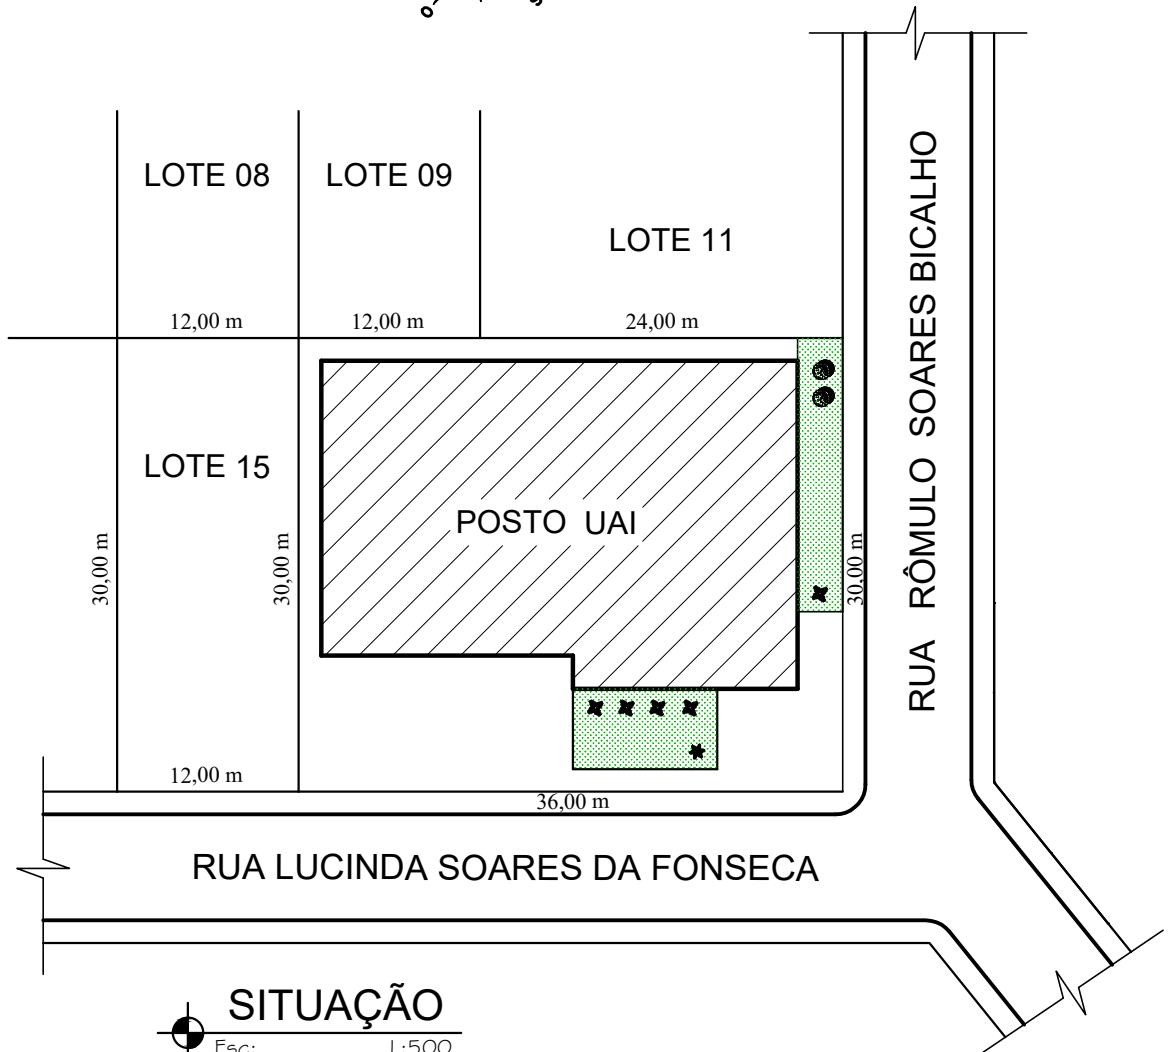 LOTE 08
LOTE 09
LOTE 11
12,00 m
12,00 m
24,00 m
RUA RÔMULO SOARES BICALHO
LOTE 15
POSTO UAI
30,00 m
30,00 m
30,00 m
12,00 m
36,00 m
RUA LUCINDA SOARES DA FONSECA
SITUAÇÃO
Esc: 1:500